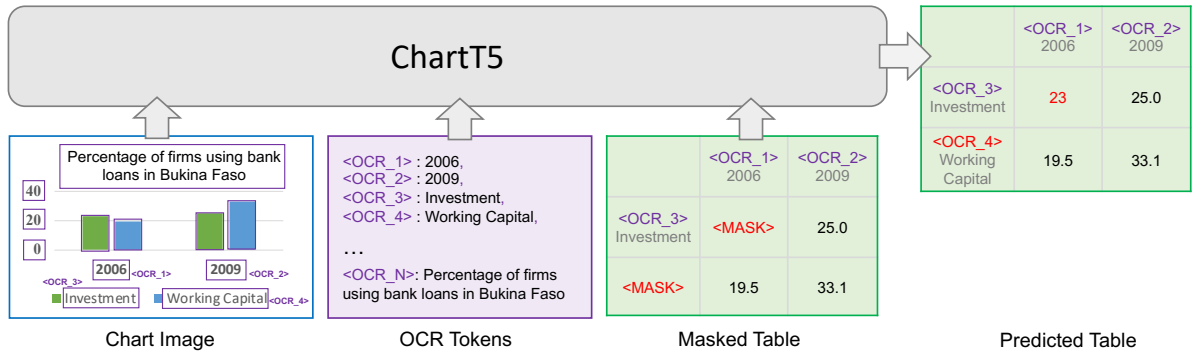 ChartT5
Percentage of firms using bank
loans in Bukina Faso
40
20
0
2006 <OCR_1>
2009 <OCR_2>
<OCR_3>
Investment
Working Capital <OCR_4>
Chart Image
<OCR_1> : 2006,
<OCR_2> : 2009,
<OCR_3> : Investment,
<OCR_4> : Working Capital,
...
<OCR_N>: Percentage of firms
using bank loans in Bukina Faso
OCR Tokens
<OCR_1> <OCR_2>
2006 2009
<OCR_3>
Investment
<MASK> 25.0
<MASK> 19.5 33.1
Masked Table
<OCR_1> <OCR_2>
2006 2009
<OCR_3>
Investment
23 25.0
<OCR_4>
Working
Capital
19.5 33.1
Predicted Table